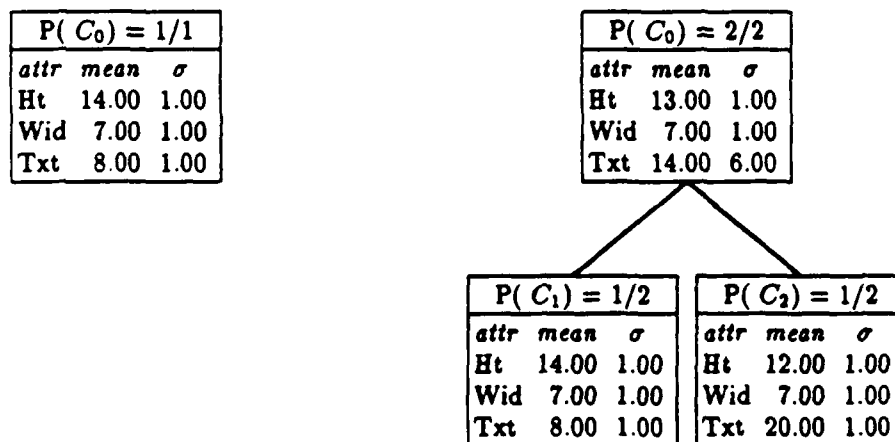 P( C₀) = 1/1
attr mean σ
Ht 14.00 1.00
Wid 7.00 1.00
Txt 8.00 1.00
P( C₀) = 2/2
attr mean σ
Ht 13.00 1.00
Wid 7.00 1.00
Txt 14.00 6.00
P( C₁) = 1/2
attr mean σ
Ht 14.00 1.00
Wid 7.00 1.00
Txt 8.00 1.00
P( C₂) = 1/2
attr mean σ
Ht 12.00 1.00
Wid 7.00 1.00
Txt 20.00 1.00